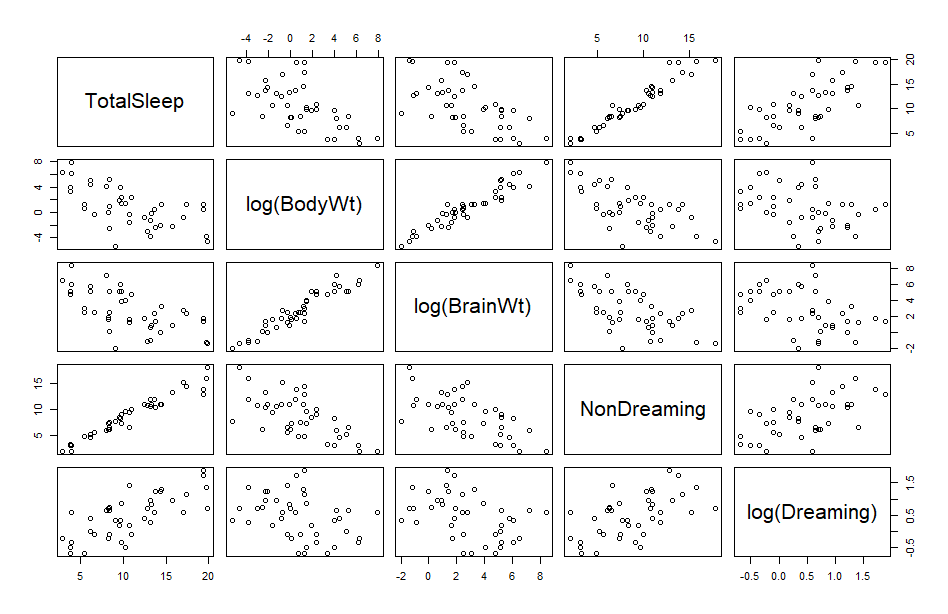 -4 -2 0 2 4 6 8 5 10 15
TotalSleep 5 10 15 20
-4 0 4 8 log(BodyWt)
log(BrainWt) -2 2 4 6 8
5 10 15 NonDreaming
log(Dreaming) -0.5 0.5 1.5
5 10 15 20 -2 0 2 4 6 8 -0.5 0.0 0.5 1.0 1.5